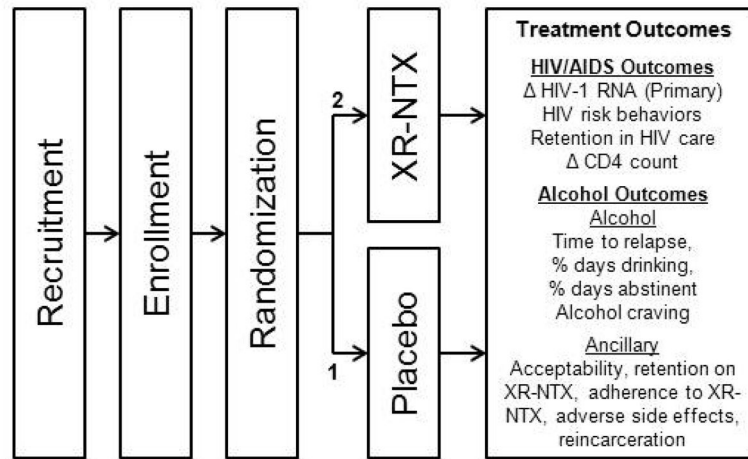 Recruitment
Enrollment
Randomization
2
XR-NTX
1
Placebo
Treatment Outcomes
HIV/AIDS Outcomes
Δ HIV-1 RNA (Primary)
HIV risk behaviors
Retention in HIV care
Δ CD4 count
Alcohol Outcomes
Alcohol
Time to relapse,
% days drinking,
% days abstinent
Alcohol craving
Ancillary
Acceptability, retention on
XR-NTX, adherence to XR-
NTX, adverse side effects,
reincarceration